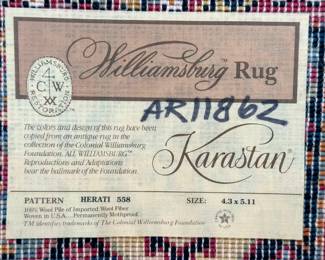 Williamsburg™ Rug
WILLIAMSBURG
RESTORATION
CW
AR11862
The colors and design of this rug have been
copied from an antique rug in the
collection of the Colonial Williamsburg
Foundation. ALL WILLIAMSBURG™
Reproductions and Adaptations
bear the hallmark of the Foundation.
Karastan®
PATTERN HERATI 558 SIZE: 4.3 x 5.11
100% Wool Pile of Imported Wool Fiber
Woven in U.S.A. Permanently Mothproof
TM identifies trademarks of The Colonial Williamsburg Foundation